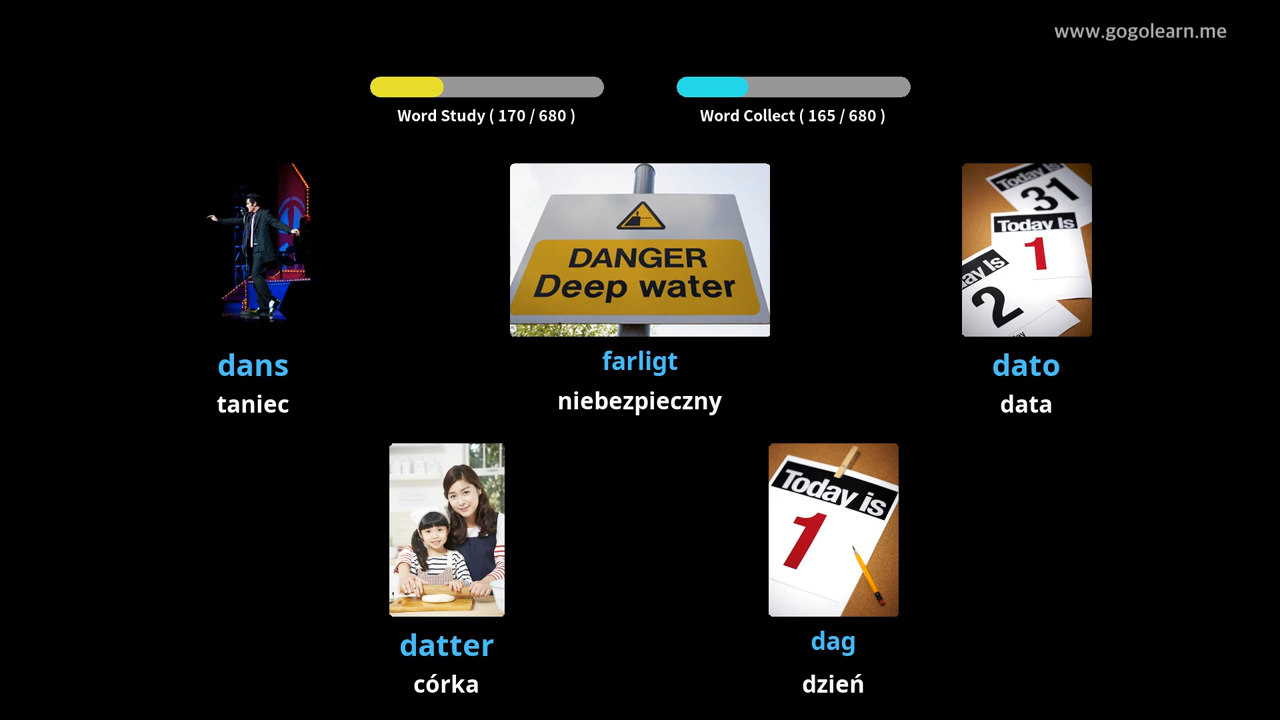 www.gogolearn.me
Word Study ( 170 / 680 )
Word Collect ( 165 / 680 )
DANGER
Deep water
Today Is
31
Today Is
1
ay Is
2
dans
taniec
farligt
niebezpieczny
dato
data
Today is
1
datter
córka
dag
dzień